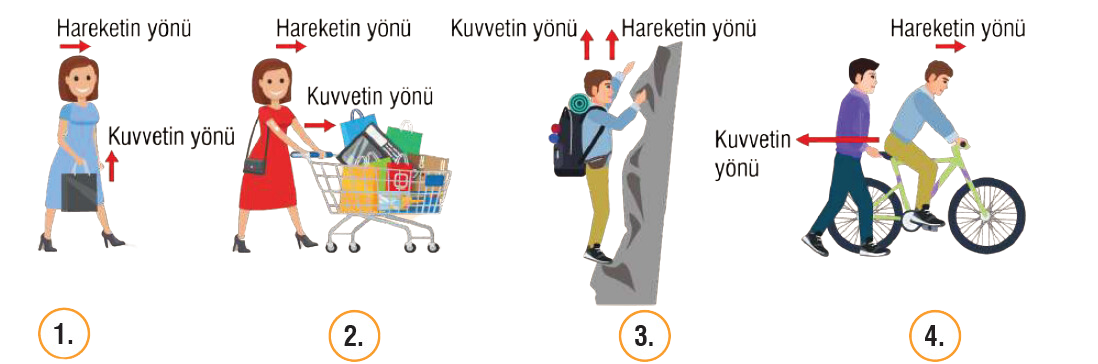 Hareketin yönü
Kuvvetin yönü
1.
Hareketin yönü
Kuvvetin yönü
2.
Kuvvetin yönü
Hareketin yönü
3.
Hareketin yönü
Kuvvetin
yönü
4.